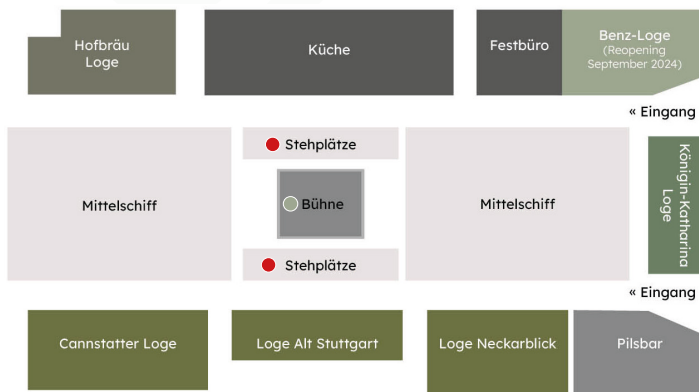 Hofbräu
Loge
Küche
Festbüro
Benz-Loge
(Reopening
September 2024)
« Eingang
Stehplätze
Mittelschiff
Bühne
Mittelschiff
Königin-Katharina
Loge
Stehplätze
« Eingang
Cannstatter Loge
Loge Alt Stuttgart
Loge Neckarblick
Pilsbar